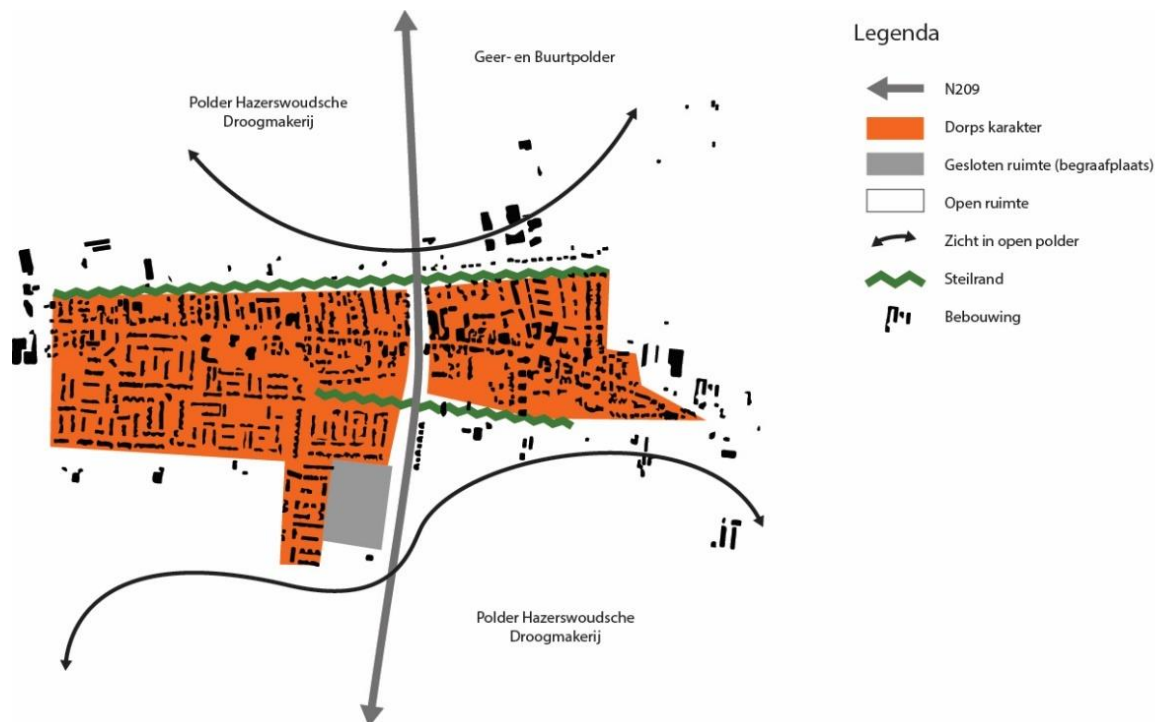 Geer- en Buurtpolder
Polder Hazerswoudsche
Droogmakerij
Polder Hazerswoudsche
Droogmakerij
Legenda
N209
Dorps karakter
Gesloten ruimte (begraafplaats)
Open ruimte
Zicht in open polder
Steilrand
Bebouwing